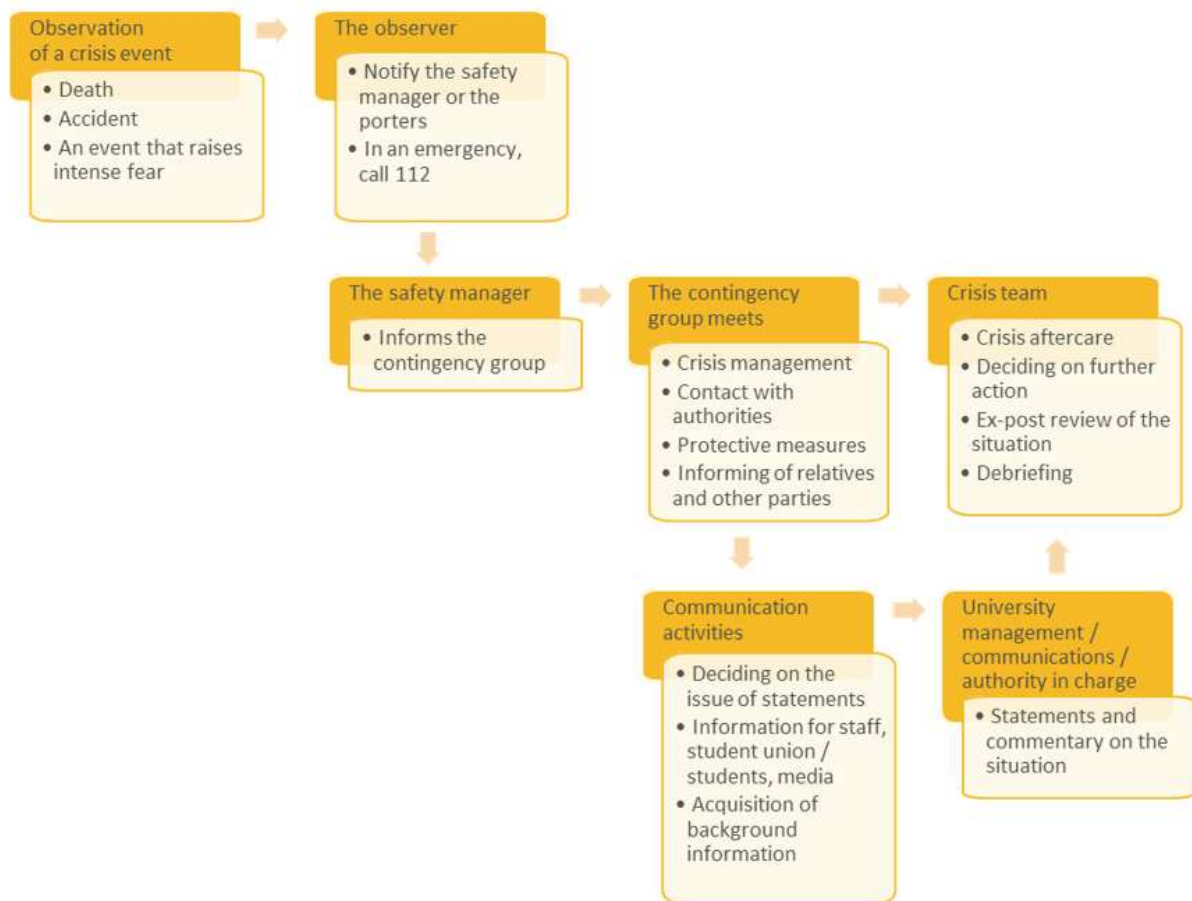 Observation
of a crisis event
• Death
• Accident
• An event that raises
intense fear
The observer
• Notify the safety
manager or the
porters
• In an emergency,
call 112
The safety manager
• Informs the
contingency group
The contingency
group meets
• Crisis management
• Contact with
authorities
• Protective measures
• Informing of relatives
and other parties
Crisis team
• Crisis aftercare
• Deciding on further
action
• Ex-post review of the
situation
• Debriefing
Communication
activities
• Deciding on the
issue of statements
• Information for staff,
student union /
students, media
• Acquisition of
background
information
University
management /
communications /
authority in charge
• Statements and
commentary on the
situation